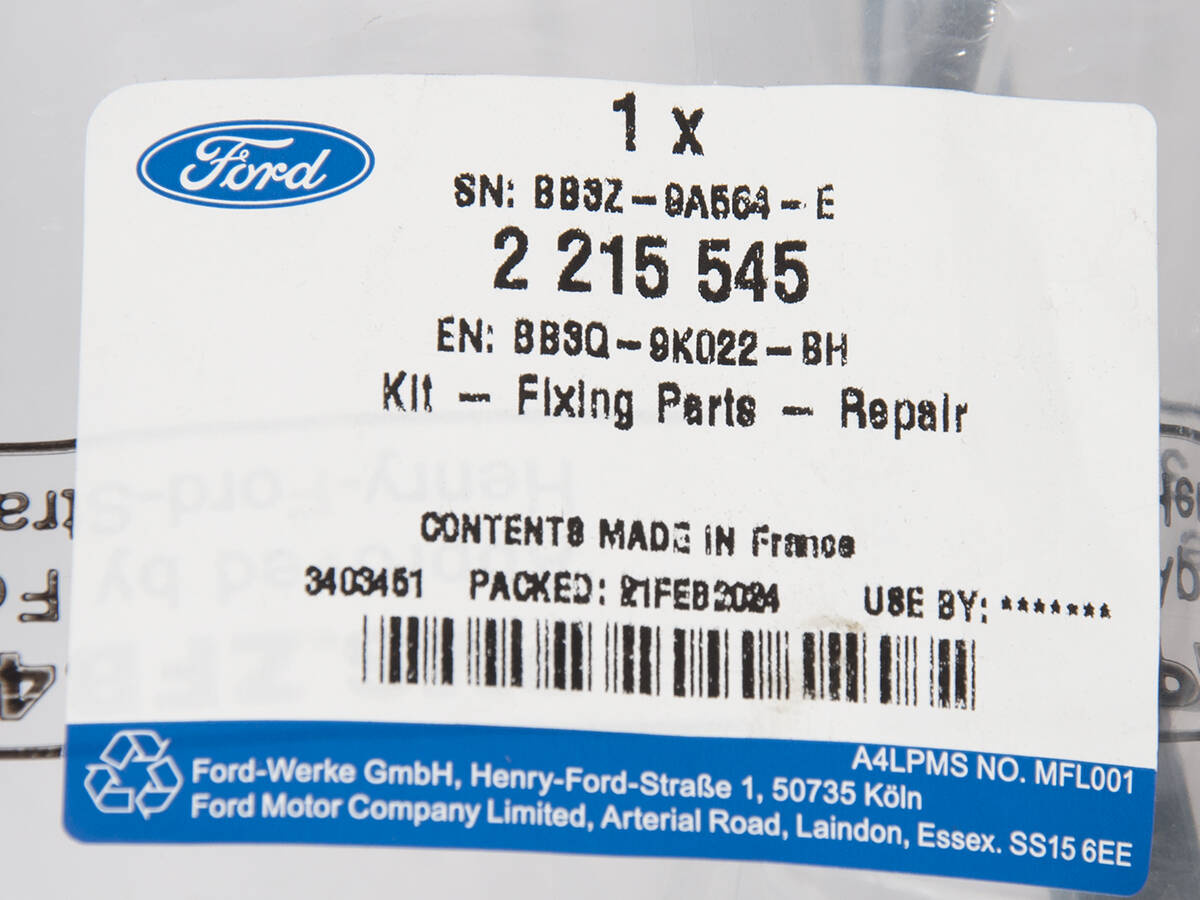 Ford
1 x
SN: BB3Z-9A564-E
2 215 545
EN: BB3Q-9K022-BH
Kit - Fixing Parts - Repair
CONTENTS MADE IN France
3403451 PACKED: 21FEB2024 USE BY: *******
A4LPMS NO. MFL001
Ford-Werke GmbH, Henry-Ford-Straße 1, 50735 Köln
Ford Motor Company Limited, Arterial Road, Laindon, Essex. SS15 6EE